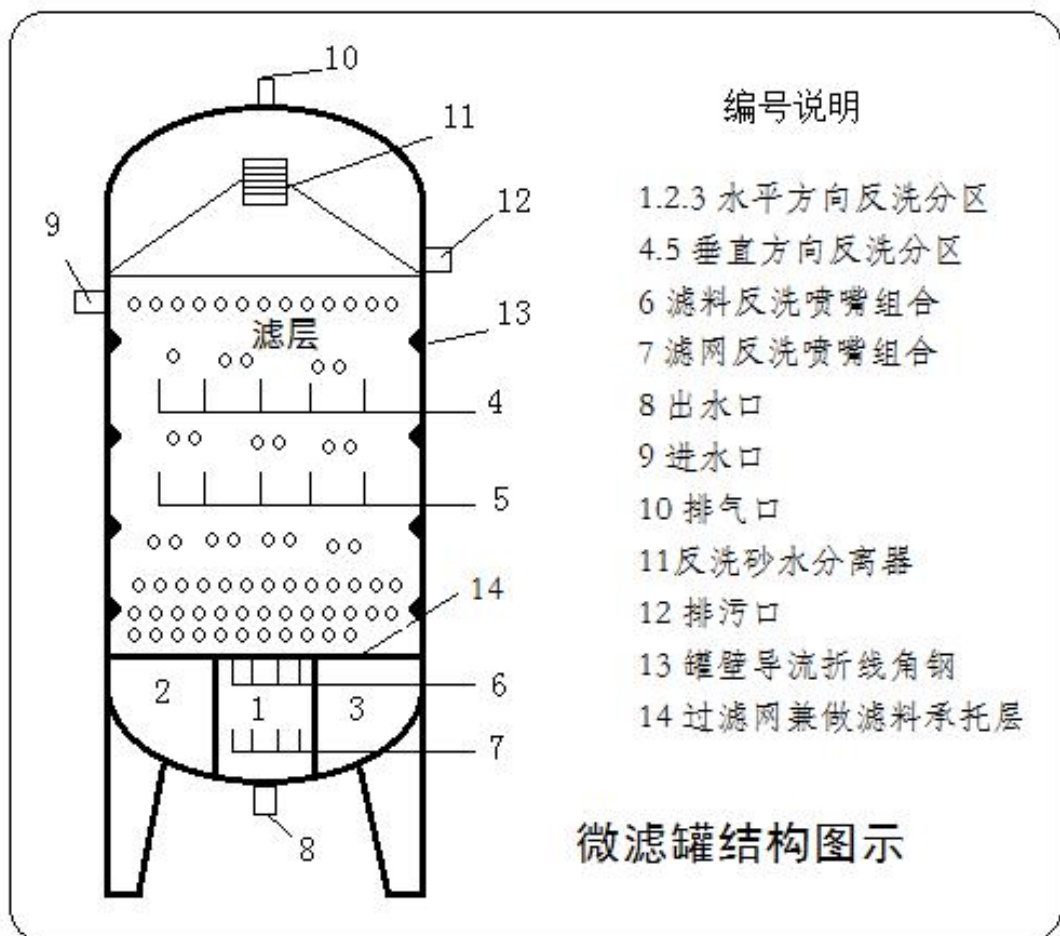 10
11
12
9
13
滤层
4
5
14
2
1
3
6
7
8
编号说明
1.2.3 水平方向反洗分区
4.5 垂直方向反洗分区
6 滤料反洗喷嘴组合
7 滤网反洗喷嘴组合
8 出水口
9 进水口
10 排气口
11反洗砂水分离器
12 排污口
13 罐壁导流折线角钢
14 过滤网兼做滤料承托层
微滤罐结构图示